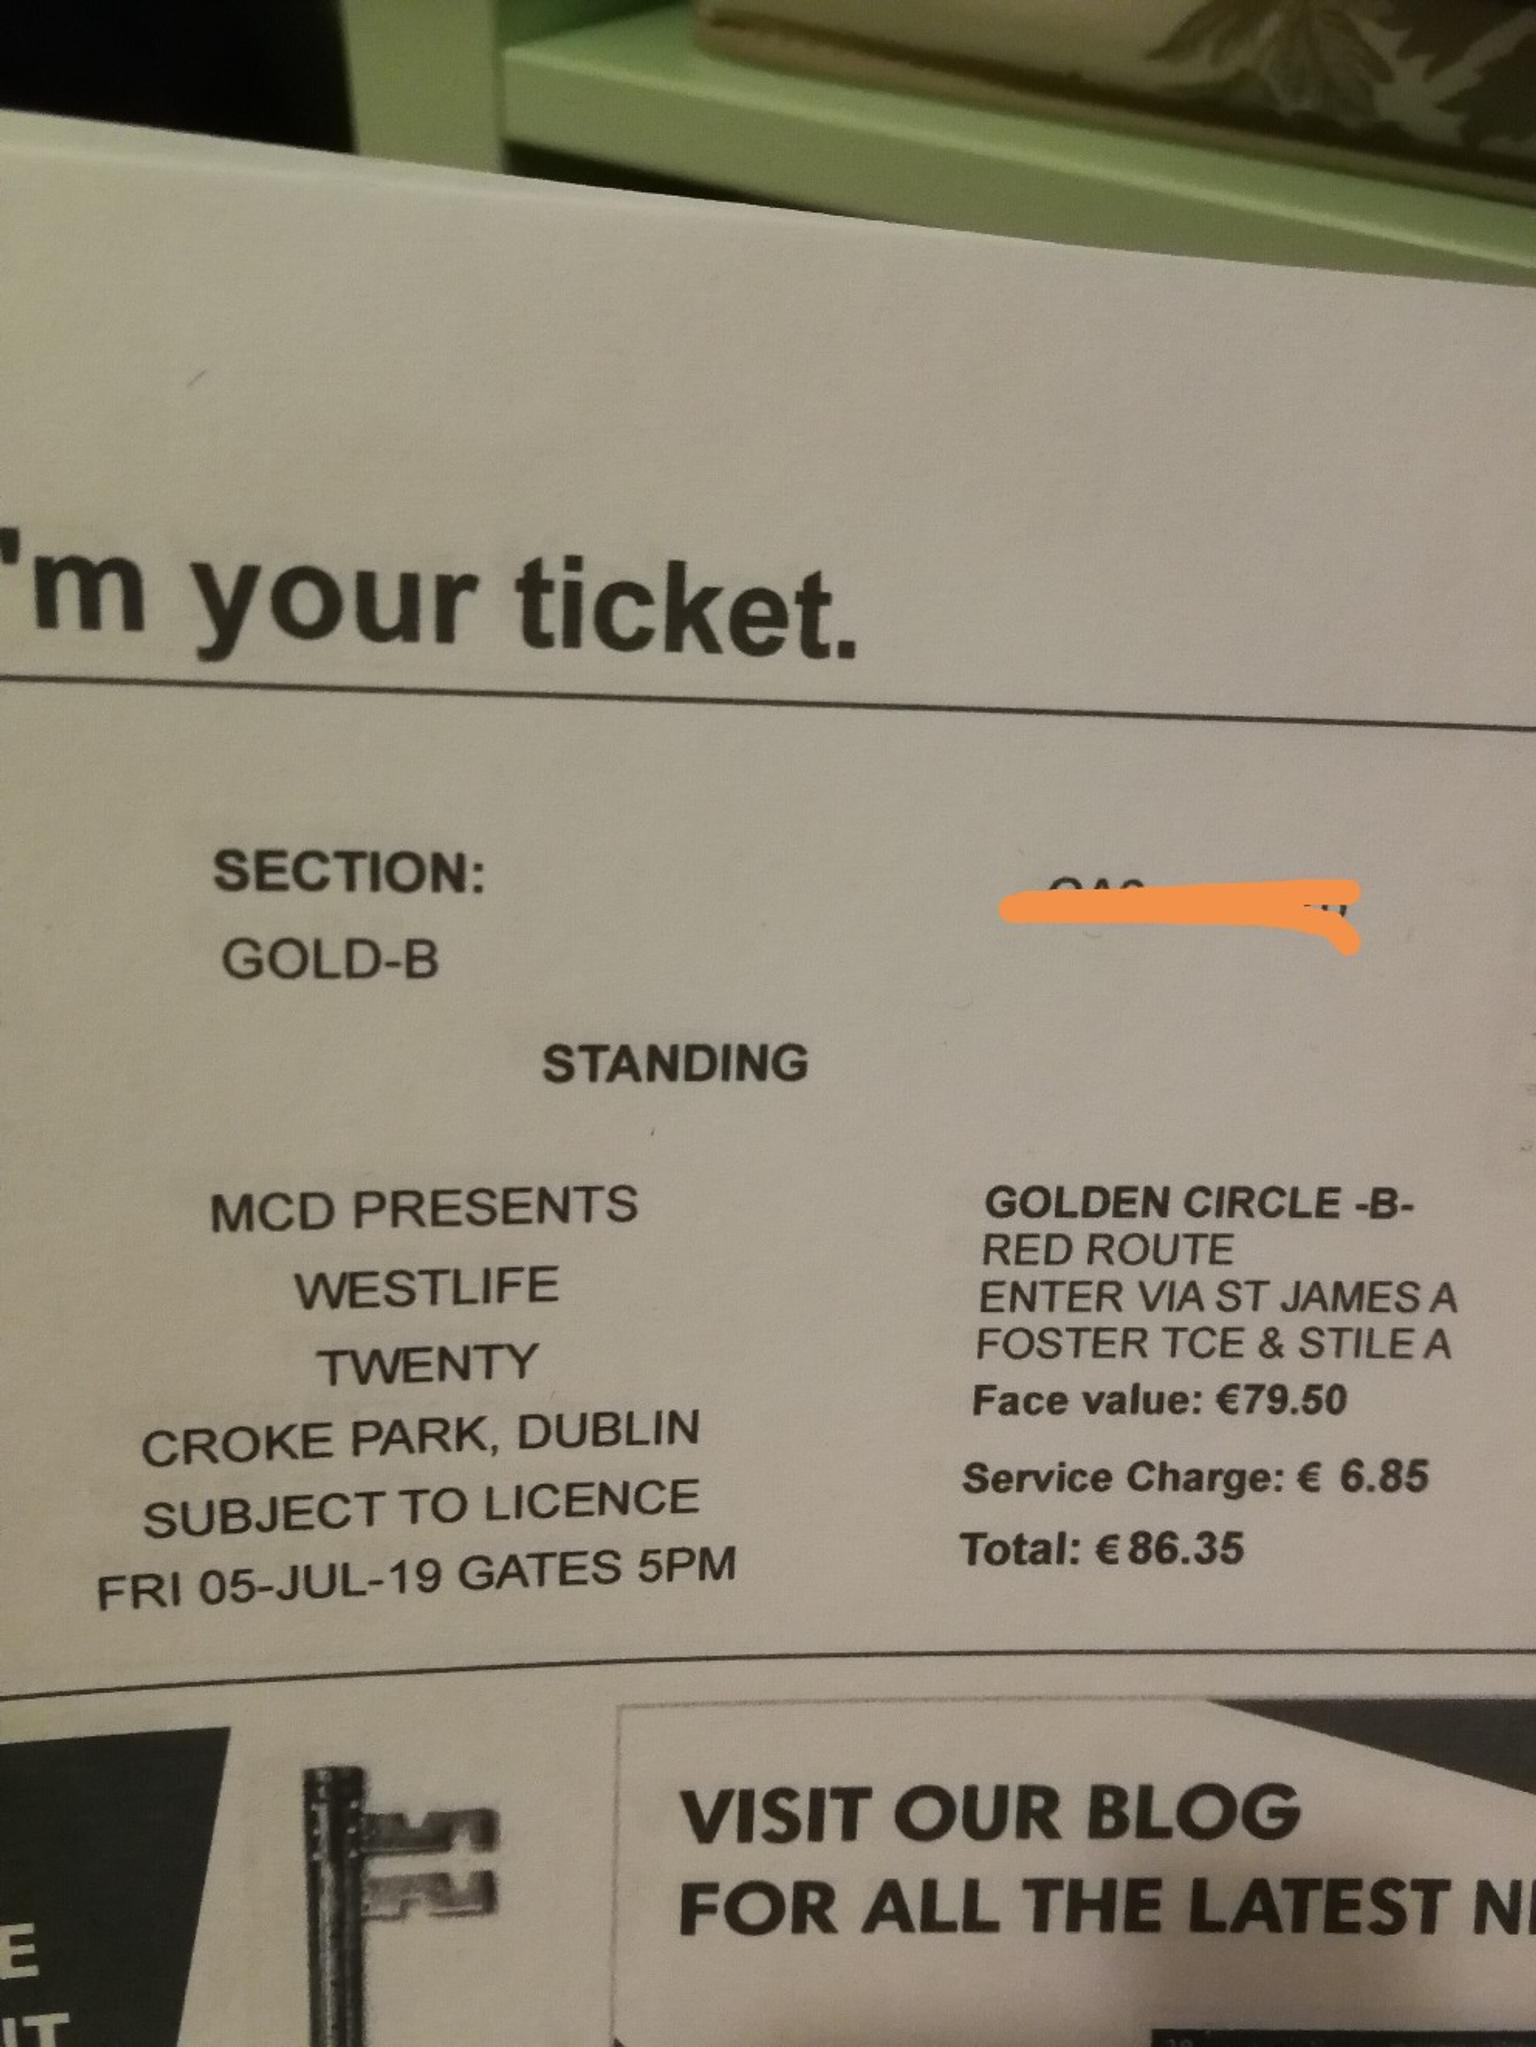 'm your ticket.
SECTION:
GOLD-B
STANDING
MCD PRESENTS
WESTLIFE
TWENTY
CROKE PARK, DUBLIN
SUBJECT TO LICENCE
FRI 05-JUL-19 GATES 5PM
GOLDEN CIRCLE -B-
RED ROUTE
ENTER VIA ST JAMES A
FOSTER TCE & STILE A
Face value: €79.50
Service Charge: € 6.85
Total: €86.35
VISIT OUR BLOG
FOR ALL THE LATEST